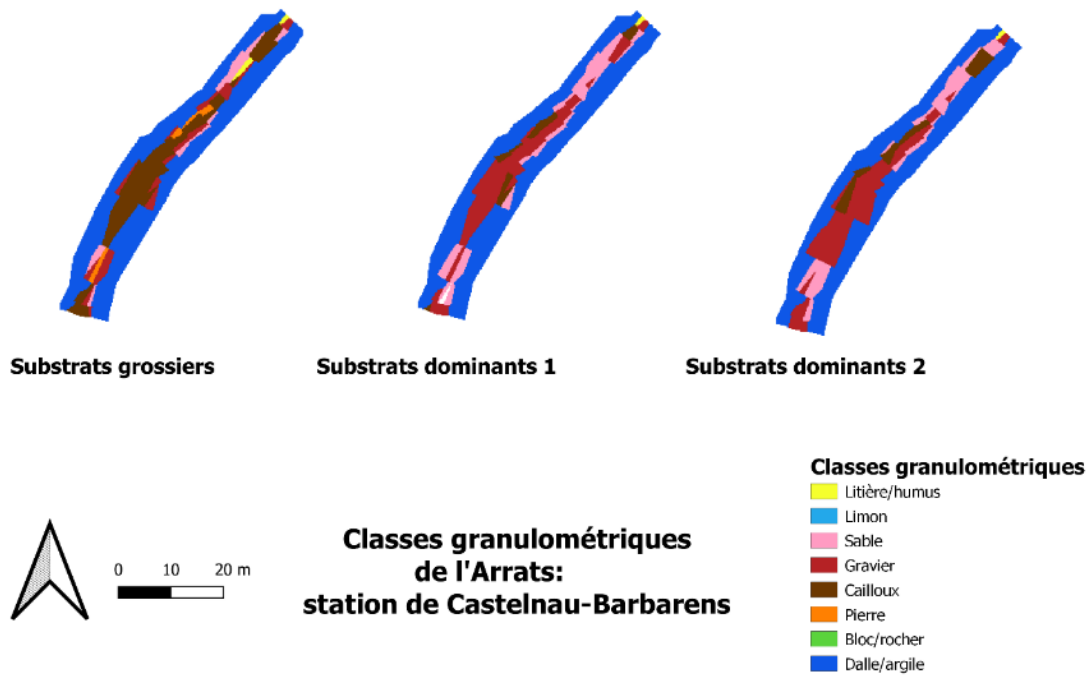 Substrats grossiers
Substrats dominants 1
Substrats dominants 2
Classes granulométriques
Litière/humus
Limon
Sable
Gravier
Cailloux
Pierre
Bloc/rocher
Dalle/argile
0 10 20 m
Classes granulométriques
de l'Arrats:
station de Castelnau-Barbarens